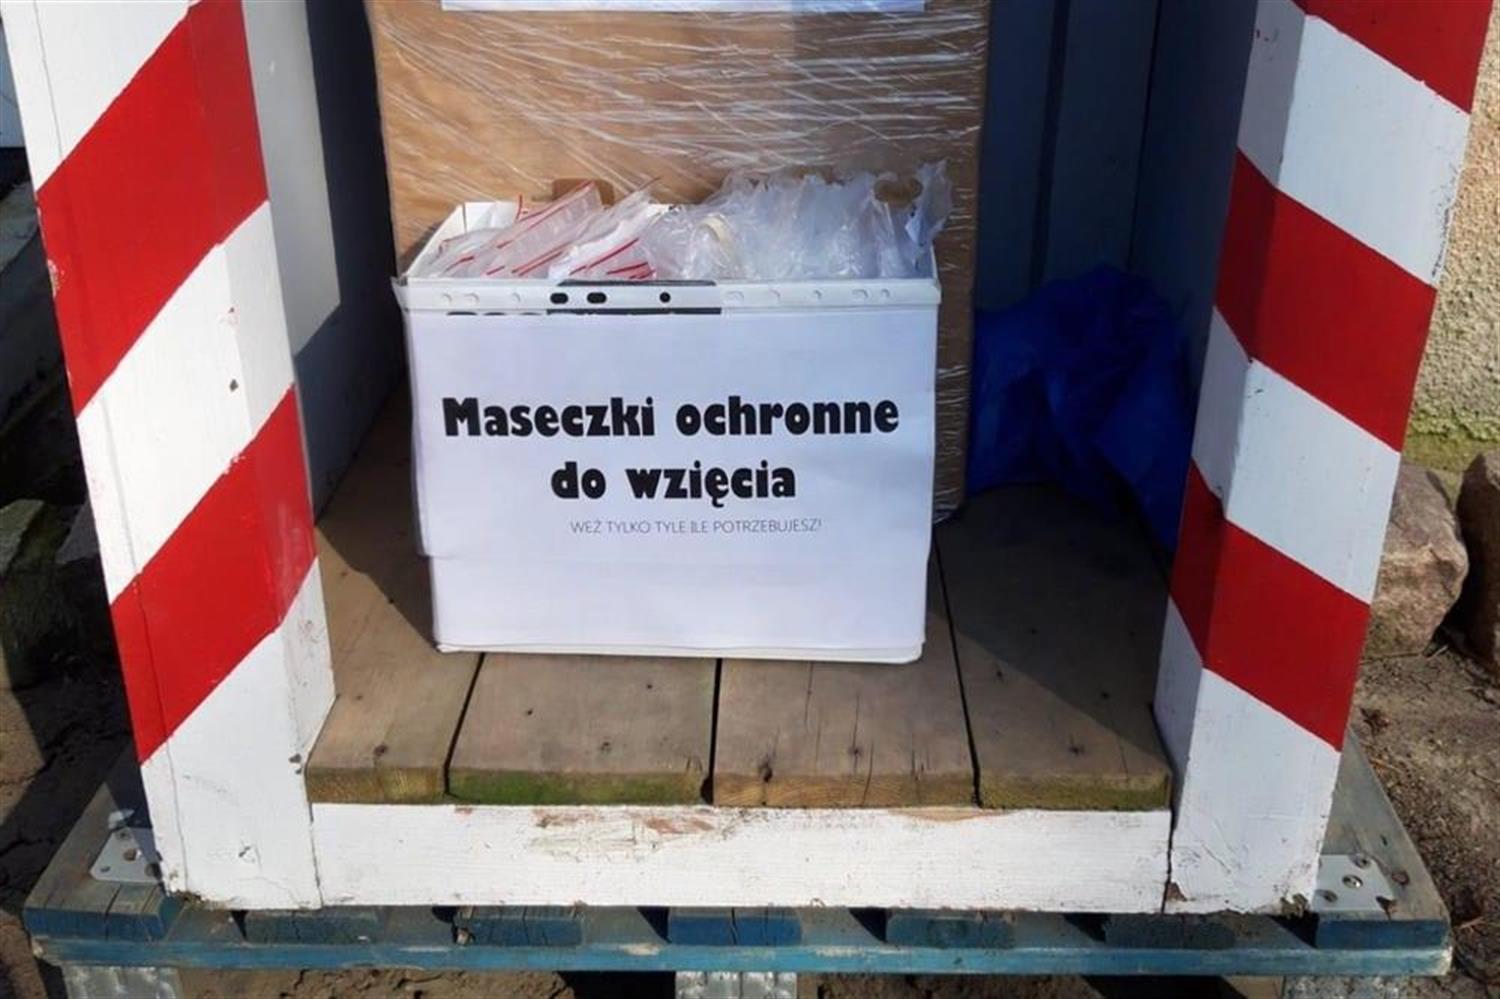 Maseczki ochronne
do wzięcia
WEŹ TYLKO TYLE ILE POTRZEBUJESZ!